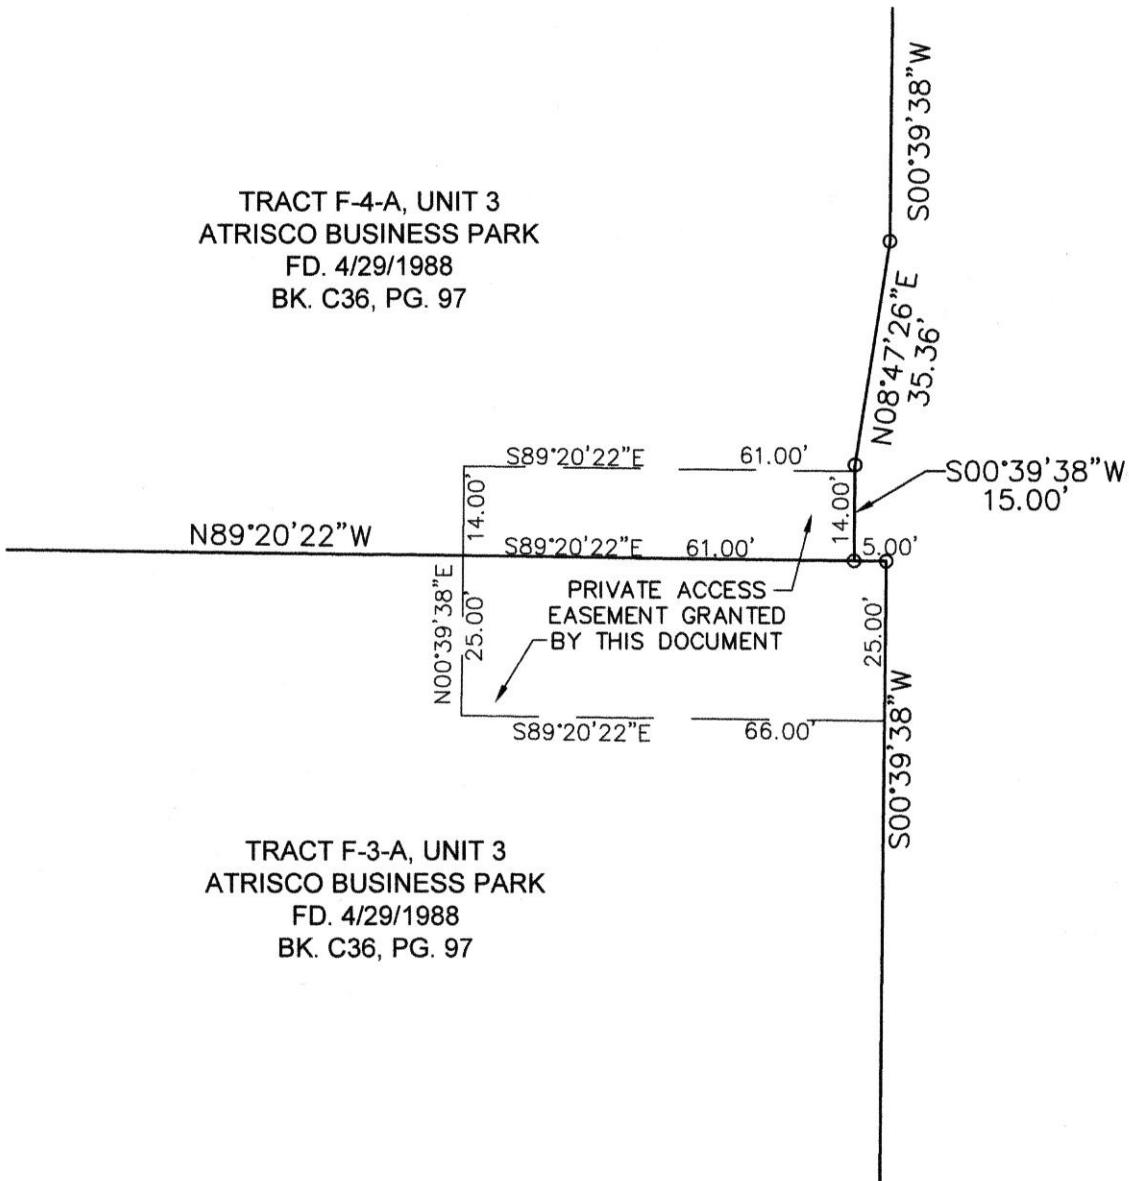 S00°39'38"W
TRACT F-4-A, UNIT 3
ATRISCO BUSINESS PARK
FD. 4/29/1988
BK. C36, PG. 97
N08°47'26"E
35.36'
S89°20'22"E 61.00'
S00°39'38"W
15.00'
14.00'
14.00'
N89°20'22"W
S89°20'22"E 61.00'
5.00'
PRIVATE ACCESS
EASEMENT GRANTED
BY THIS DOCUMENT
N00°39'38"E
25.00'
25.00'
S00°39'38"W
S89°20'22"E 66.00'
TRACT F-3-A, UNIT 3
ATRISCO BUSINESS PARK
FD. 4/29/1988
BK. C36, PG. 97